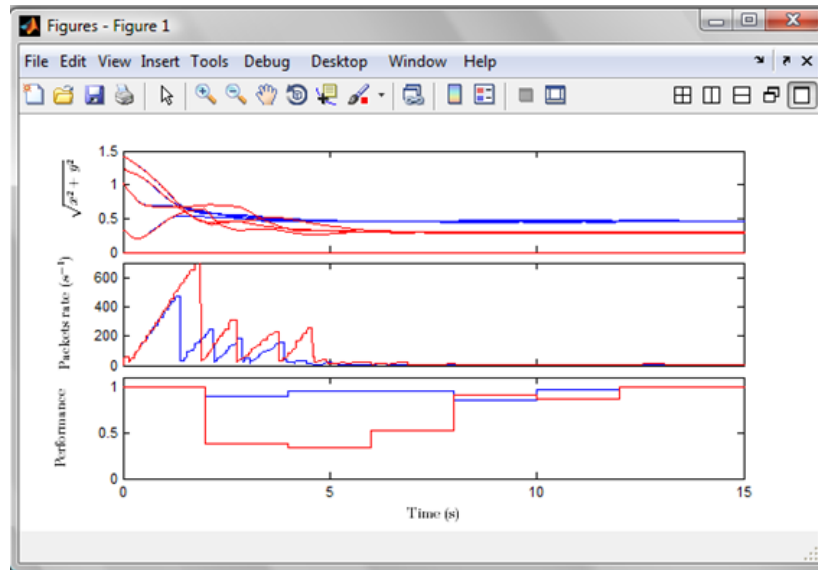 Figures - Figure 1
File Edit View Insert Tools Debug Desktop Window Help
1.5
1
0.5
0
√x² + y²
600
400
200
0
Packets rate (s⁻¹)
1
0.5
0
Performance
0 5 10 15
Time (s)